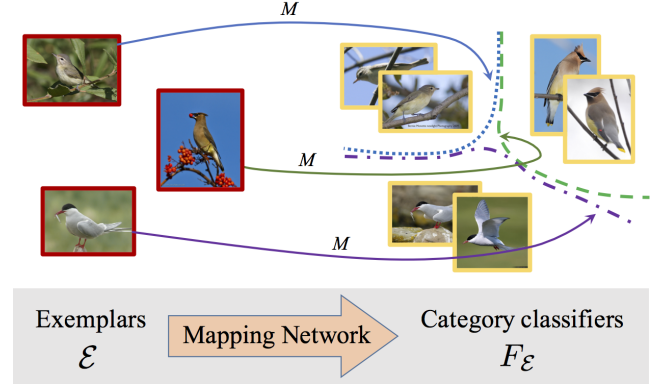 M
M
M
Exemplars
ℰ
Mapping Network
Category classifiers
F_ℰ